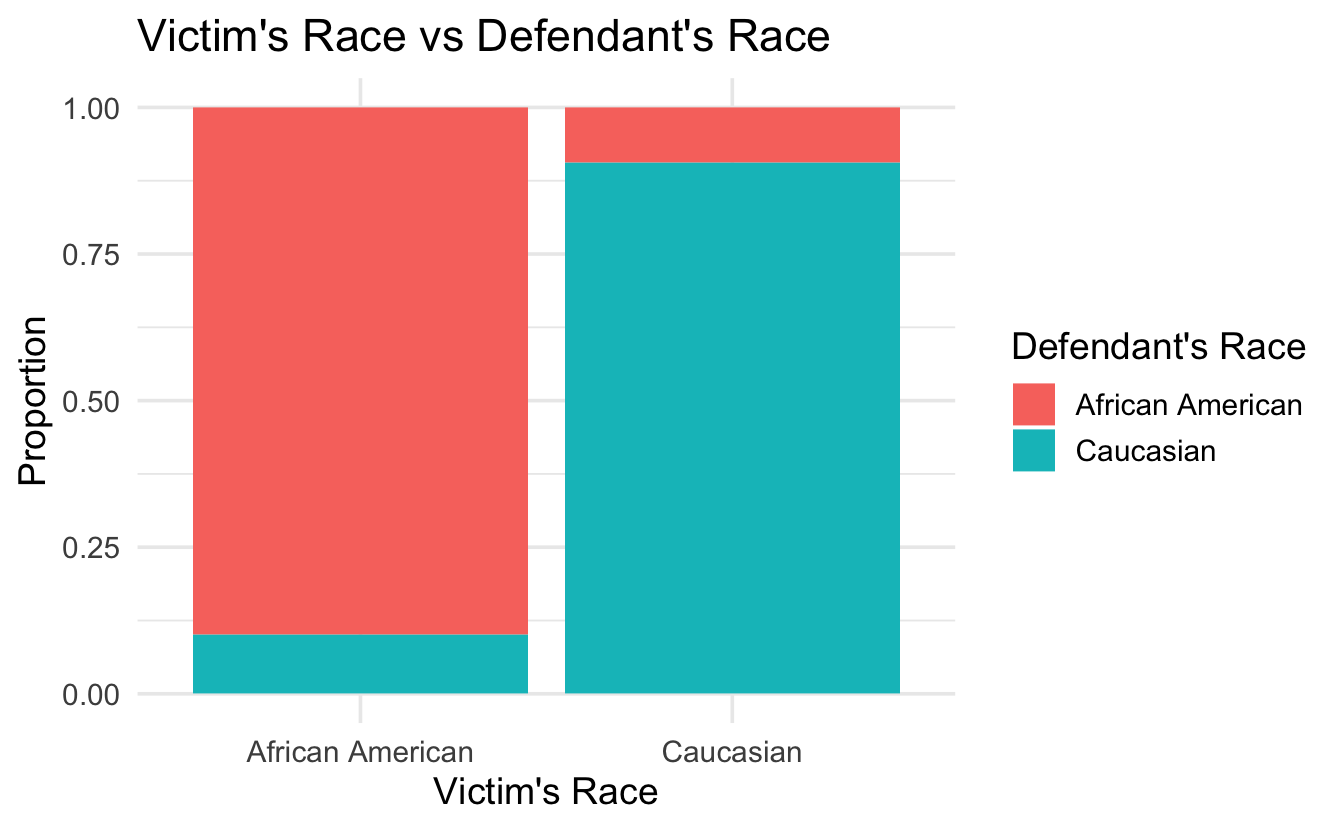 Victim's Race vs Defendant's Race
1.00
0.75
0.50
0.25
0.00
Proportion
African American
Caucasian
Victim's Race
Defendant's Race
African American
Caucasian